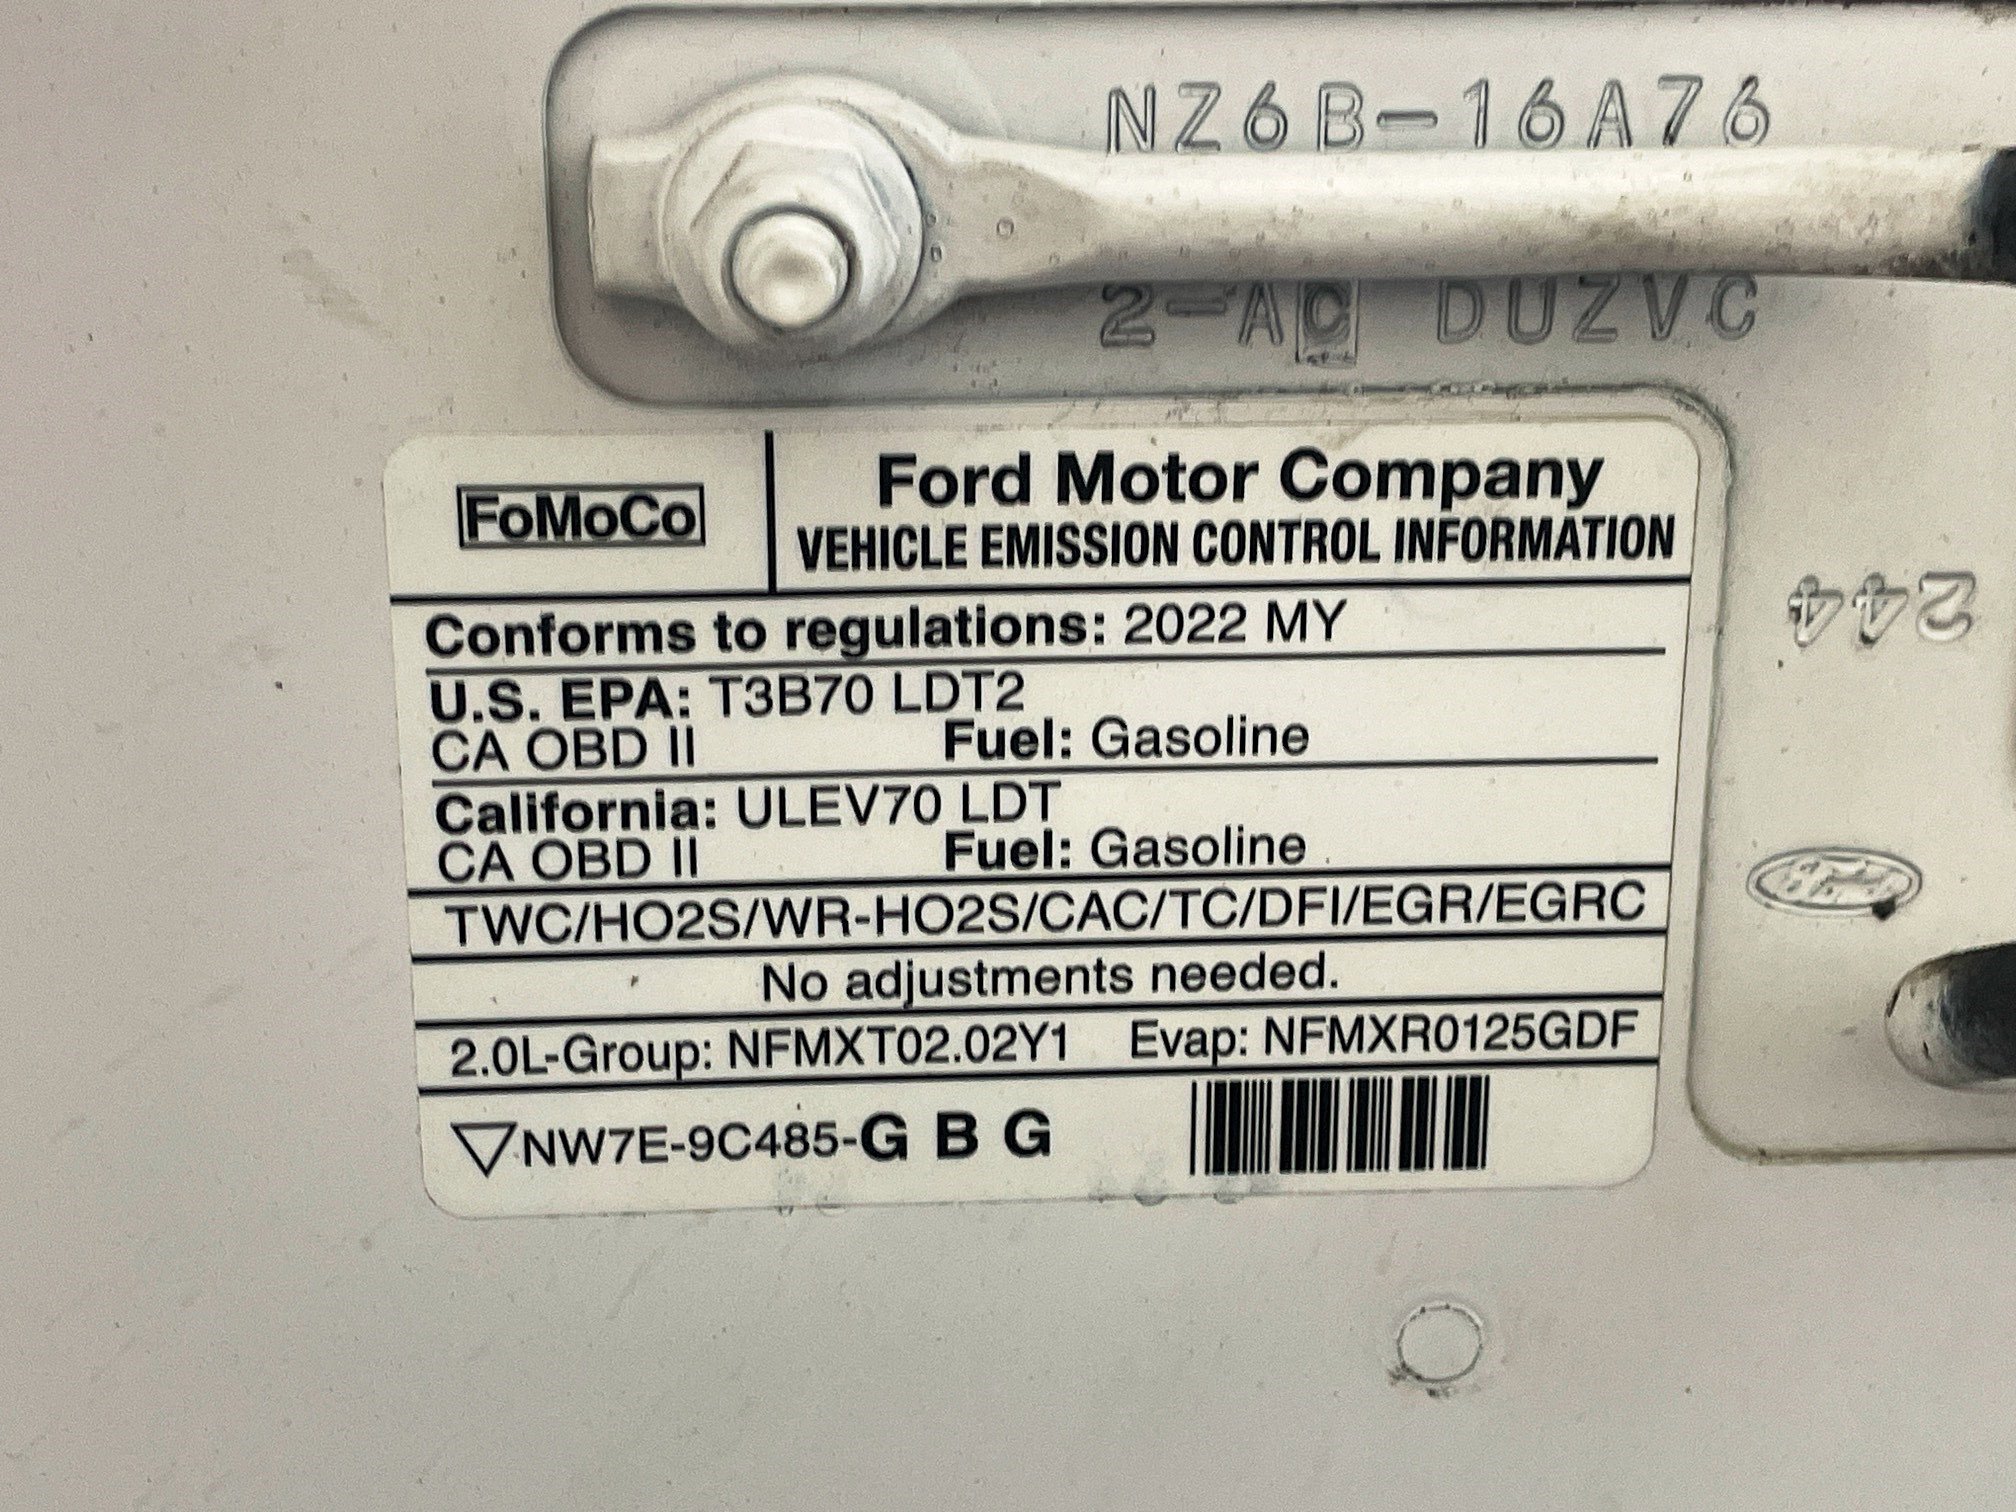 NZ6B-16A76
2-AC DUZVC
FoMoCo
Ford Motor Company
VEHICLE EMISSION CONTROL INFORMATION
Conforms to regulations: 2022 MY
U.S. EPA: T3B70 LDT2
CA OBD II Fuel: Gasoline
California: ULEV70 LDT
CA OBD II Fuel: Gasoline
TWC/HO2S/WR-HO2S/CAC/TC/DFI/EGR/EGRC
No adjustments needed.
2.0L-Group: NFMXT02.02Y1 Evap: NFMXR0125GDF
NW7E-9C485-G B G
244